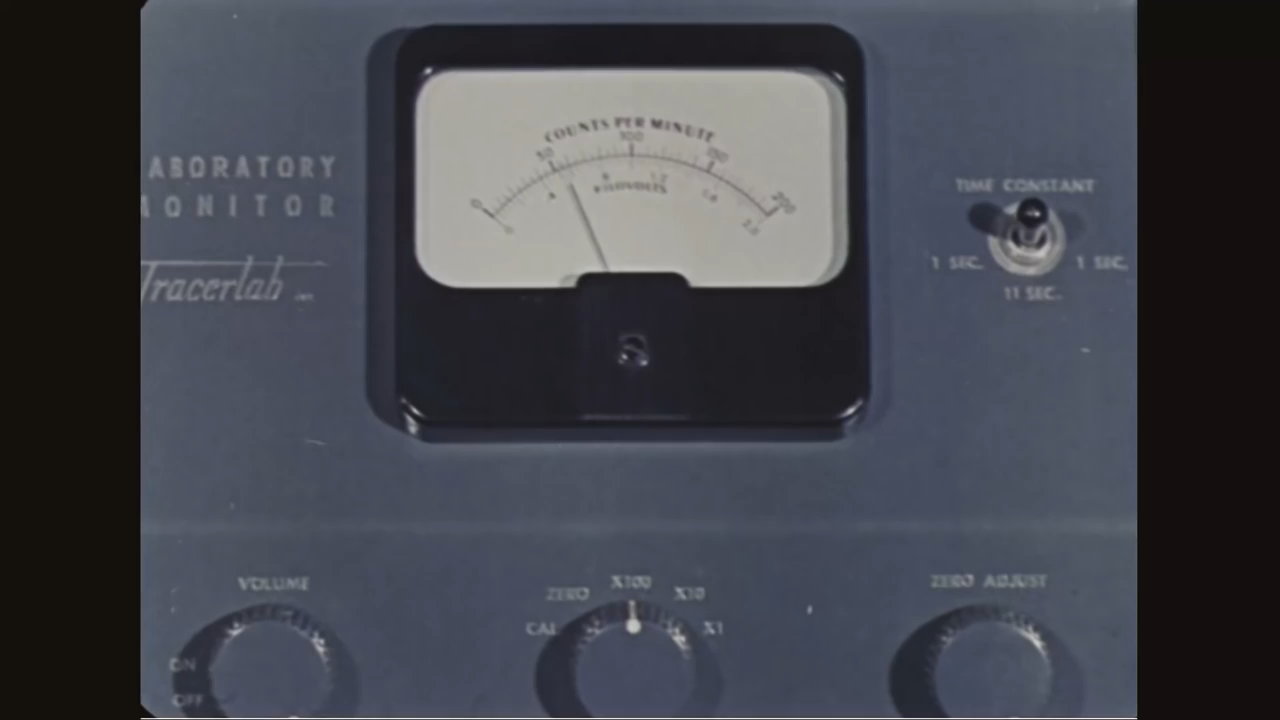 ABORATORY
MONITOR
Tracerlab
COUNTS PER MINUTE
0 50 100 150 200
KILOVOLTS
TIME CONSTANT
1 SEC. 1 SEC.
11 SEC.
VOLUME
ON
OFF
ZERO X100 X10
CAL X1
ZERO ADJUST